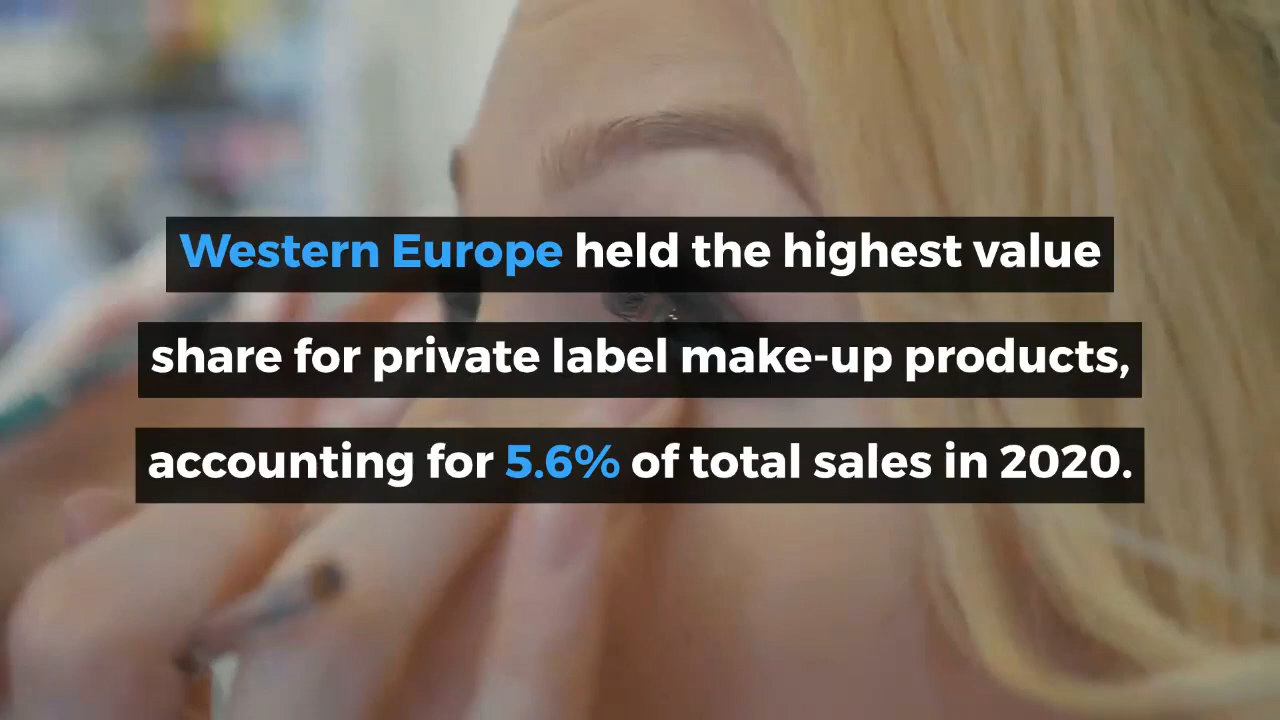 Western Europe held the highest value
share for private label make-up products,
accounting for 5.6% of total sales in 2020.